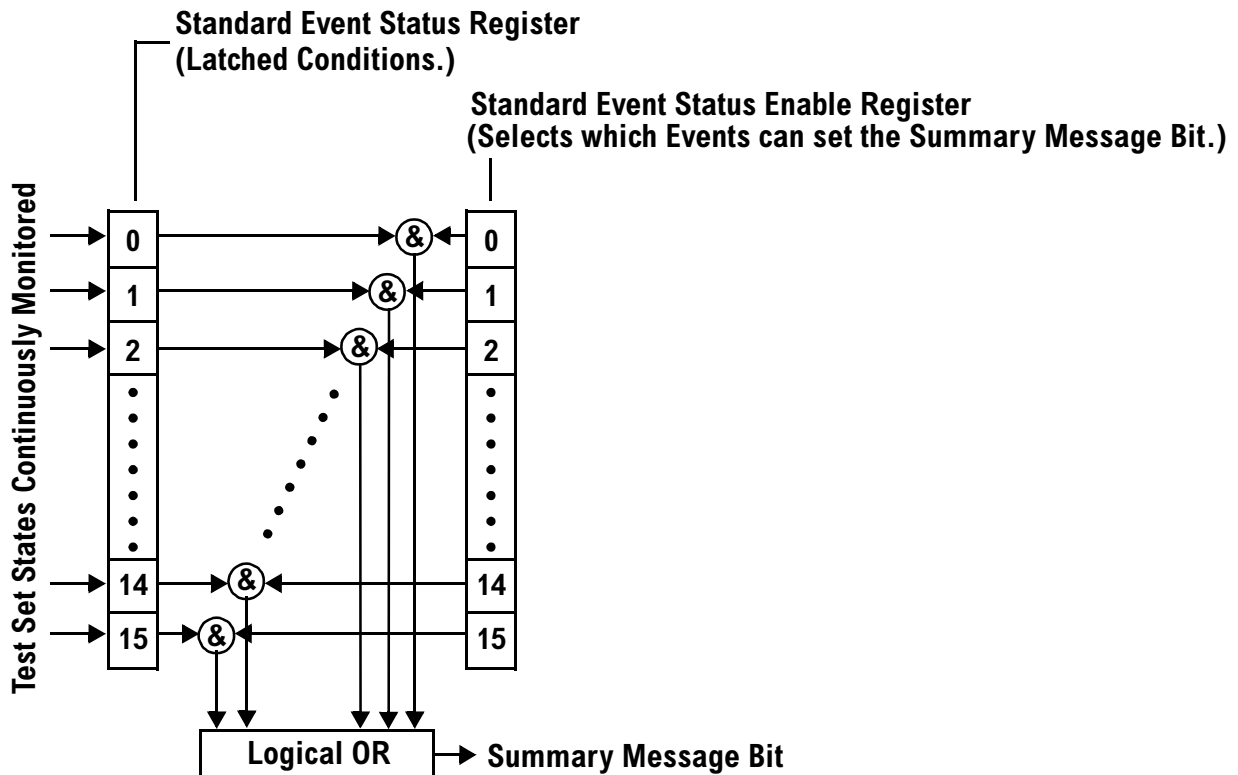 Standard Event Status Register
(Latched Conditions.)
Standard Event Status Enable Register
(Selects which Events can set the Summary Message Bit.)
Test Set States Continuously Monitored
0 & 0
1 & 1
2 & 2
14 & 14
15 & 15
Logical OR
Summary Message Bit